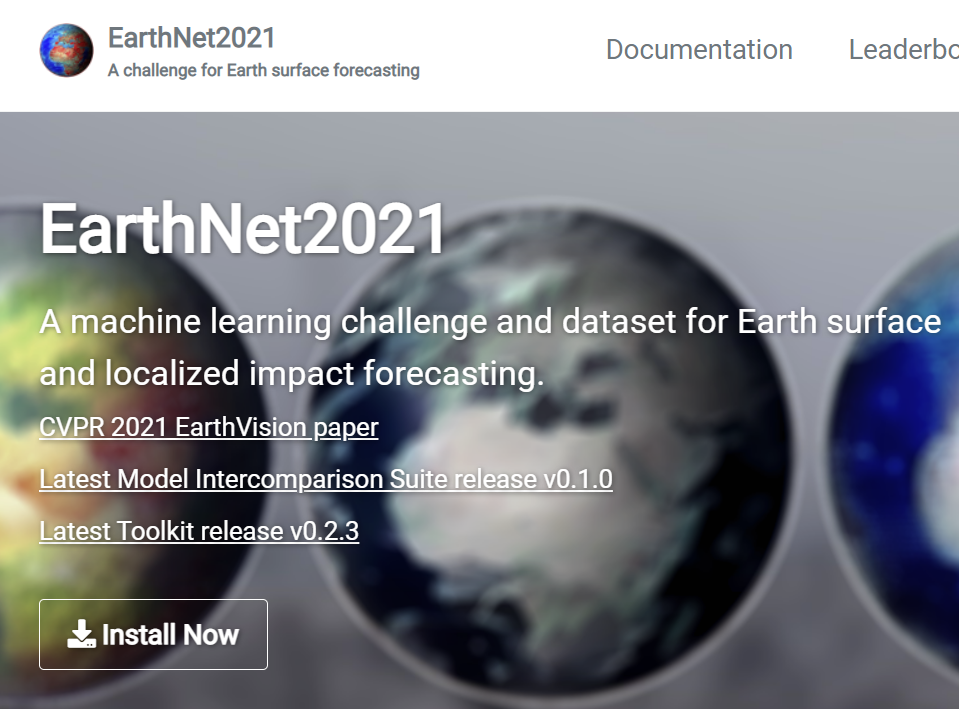 EarthNet2021
A challenge for Earth surface forecasting
Documentation
Leaderbo
EarthNet2021
A machine learning challenge and dataset for Earth surface
and localized impact forecasting.
CVPR 2021 EarthVision paper
Latest Model Intercomparison Suite release v0.1.0
Latest Toolkit release v0.2.3
Install Now